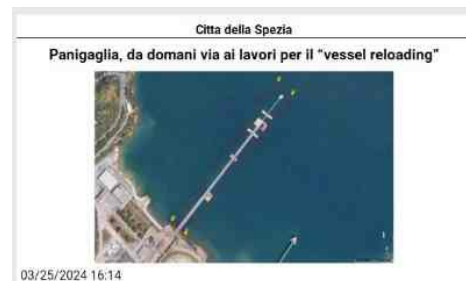 Citta della Spezia
Panigaglia, da domani via ai lavori per il “vessel reloading”
03/25/2024 16:14